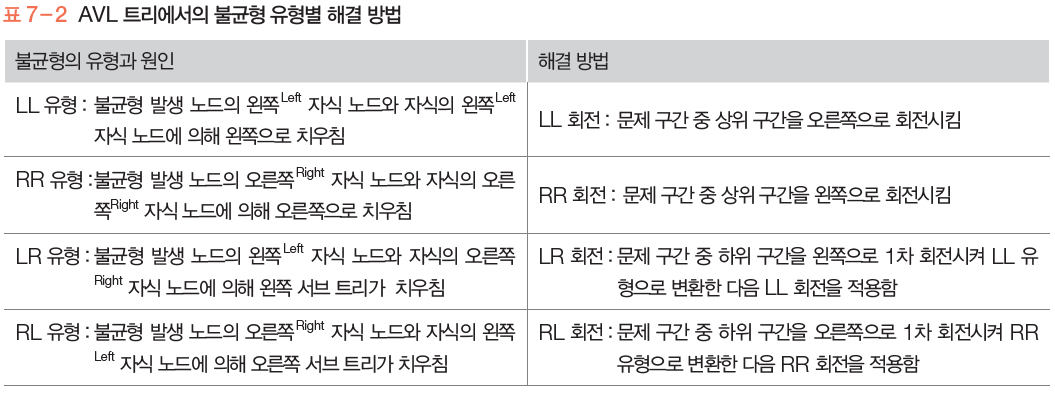 표 7-2 AVL 트리에서의 불균형 유형별 해결 방법
불균형의 유형과 원인
해결 방법
LL 유형 : 불균형 발생 노드의 왼쪽Left 자식 노드와 자식의 왼쪽Left
자식 노드에 의해 왼쪽으로 치우침
LL 회전 : 문제 구간 중 상위 구간을 오른쪽으로 회전시킴
RR 유형 : 불균형 발생 노드의 오른쪽Right 자식 노드와 자식의 오른
쪽Right 자식 노드에 의해 오른쪽으로 치우침
RR 회전 : 문제 구간 중 상위 구간을 왼쪽으로 회전시킴
LR 유형 : 불균형 발생 노드의 왼쪽Left 자식 노드와 자식의 오른쪽
Right 자식 노드에 의해 왼쪽 서브 트리가 치우침
LR 회전 : 문제 구간 중 하위 구간을 왼쪽으로 1차 회전시켜 LL 유
형으로 변환한 다음 LL 회전을 적용함
RL 유형 : 불균형 발생 노드의 오른쪽Right 자식 노드와 자식의 왼쪽
Left 자식 노드에 의해 오른쪽 서브 트리가 치우침
RL 회전 : 문제 구간 중 하위 구간을 오른쪽으로 1차 회전시켜 RR
유형으로 변환한 다음 RR 회전을 적용함